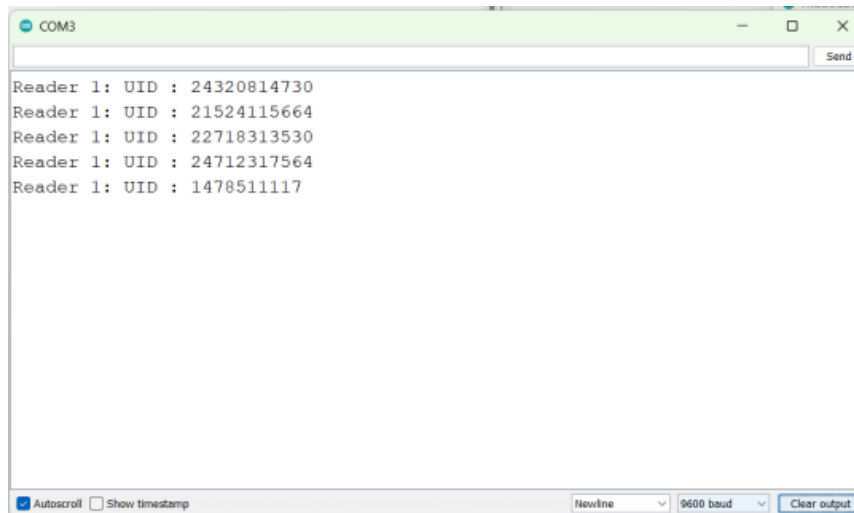 COM3
Send
Reader 1: UID : 24320814730
Reader 1: UID : 21524115664
Reader 1: UID : 22718313530
Reader 1: UID : 24712317564
Reader 1: UID : 1478511117
Autoscroll Show timestamp Newline 9600 baud Clear output